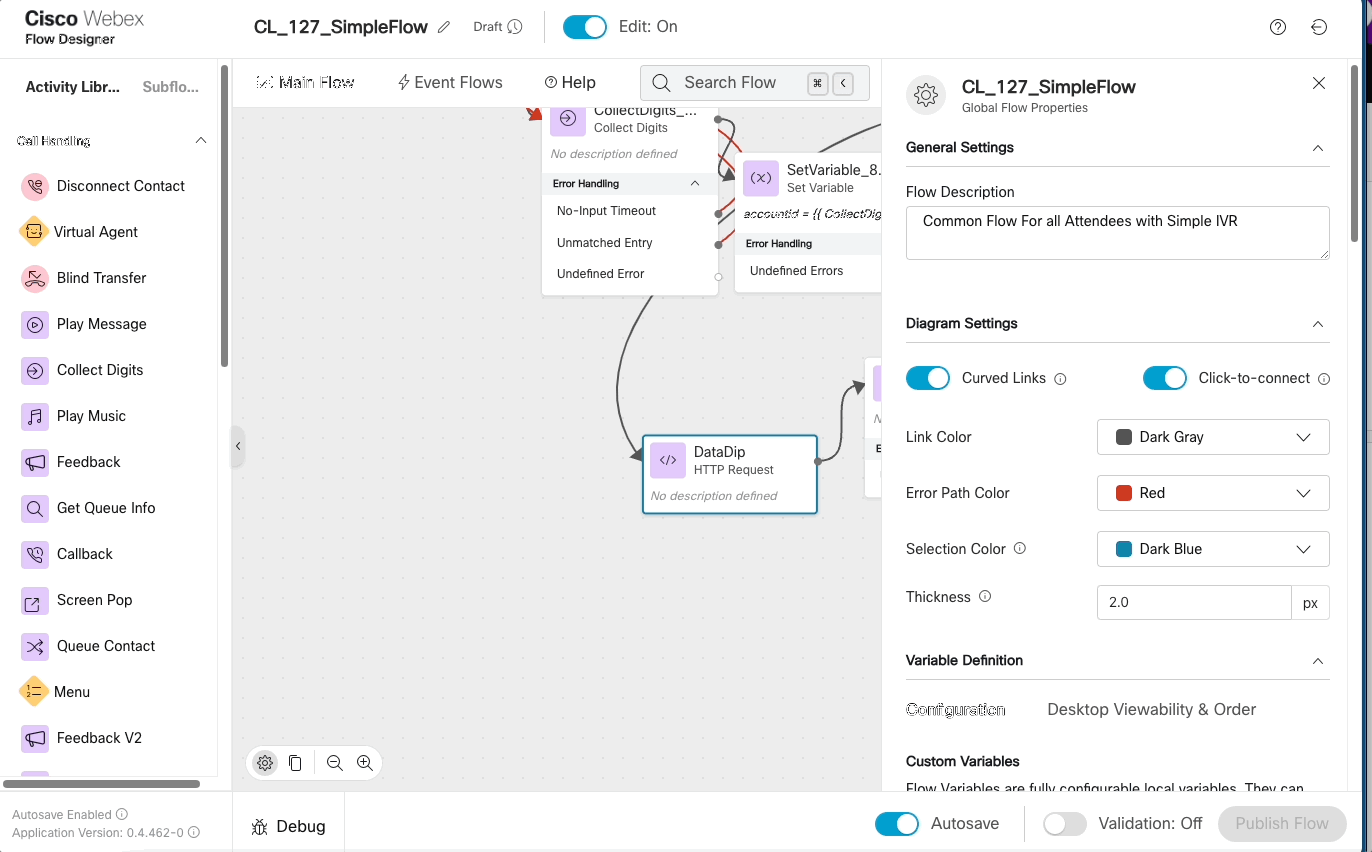 Cisco Webex
Flow Designer
CL_127_SimpleFlow
Draft
Edit: On
Activity Libr...
Subflo...
Call Handling
Disconnect Contact
Virtual Agent
Blind Transfer
Play Message
Collect Digits
Play Music
Feedback
Get Queue Info
Callback
Screen Pop
Queue Contact
Menu
Feedback V2
Autosave Enabled
Application Version: 0.4.462-0
Main Flow
Event Flows
Help
Search Flow
⌘
CollectDigits_...
Collect Digits
No description defined
Error Handling
No-Input Timeout
Unmatched Entry
Undefined Error
SetVariable_8.
Set Variable
accountid = {{ CollectDig
Error Handling
Undefined Errors
DataDip
HTTP Request
No description defined
N
E
Debug
CL_127_SimpleFlow
Global Flow Properties
General Settings
Flow Description
Common Flow For all Attendees with Simple IVR
Diagram Settings
Curved Links
Click-to-connect
Link Color
Dark Gray
Error Path Color
Red
Selection Color
Dark Blue
Thickness
2.0
px
Variable Definition
Configuration
Desktop Viewability & Order
Custom Variables
Flow Variables are fully configurable local variables. They can
Autosave
Validation: Off
Publish Flow